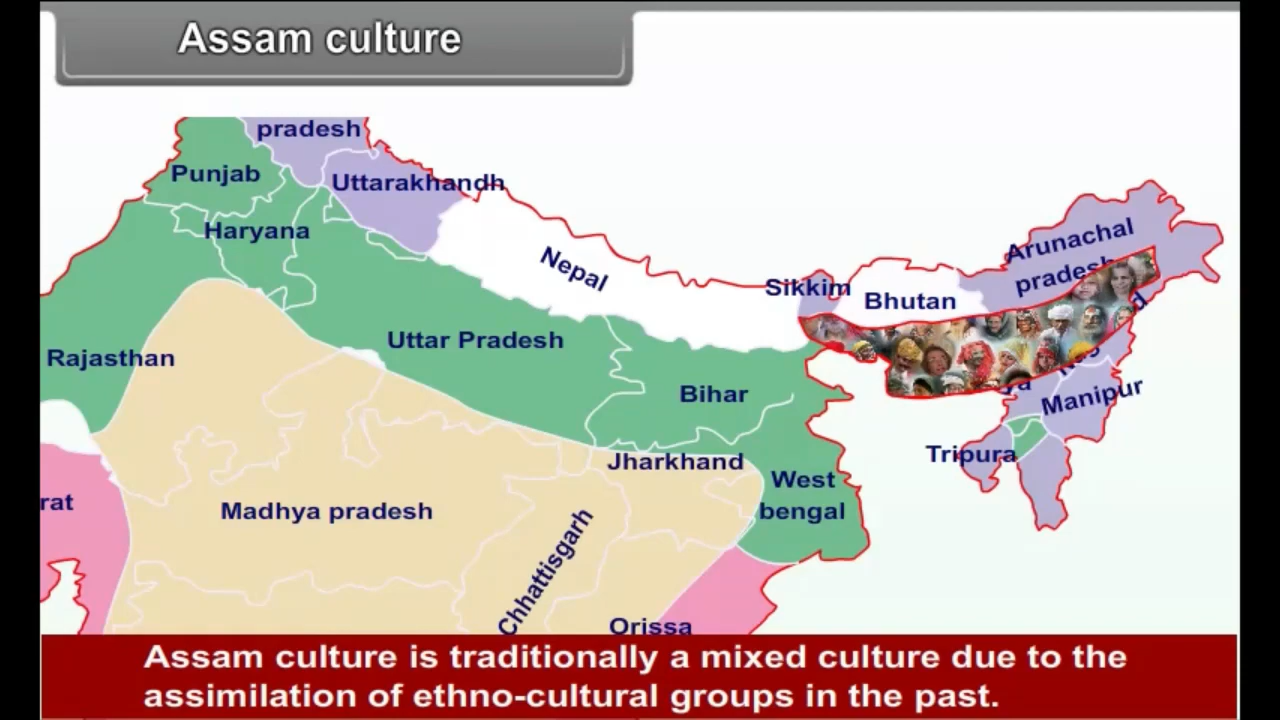 Assam culture
pradesh
Punjab
Uttarakhandh
Haryana
Nepal
Arunachal
pradesh
Sikkim
Bhutan
Uttar Pradesh
Rajasthan
Bihar
ya
Manipur
Tripura
Jharkhand
West
bengal
rat
Madhya pradesh
Chhattisgarh
Orissa
Assam culture is traditionally a mixed culture due to the
assimilation of ethno-cultural groups in the past.